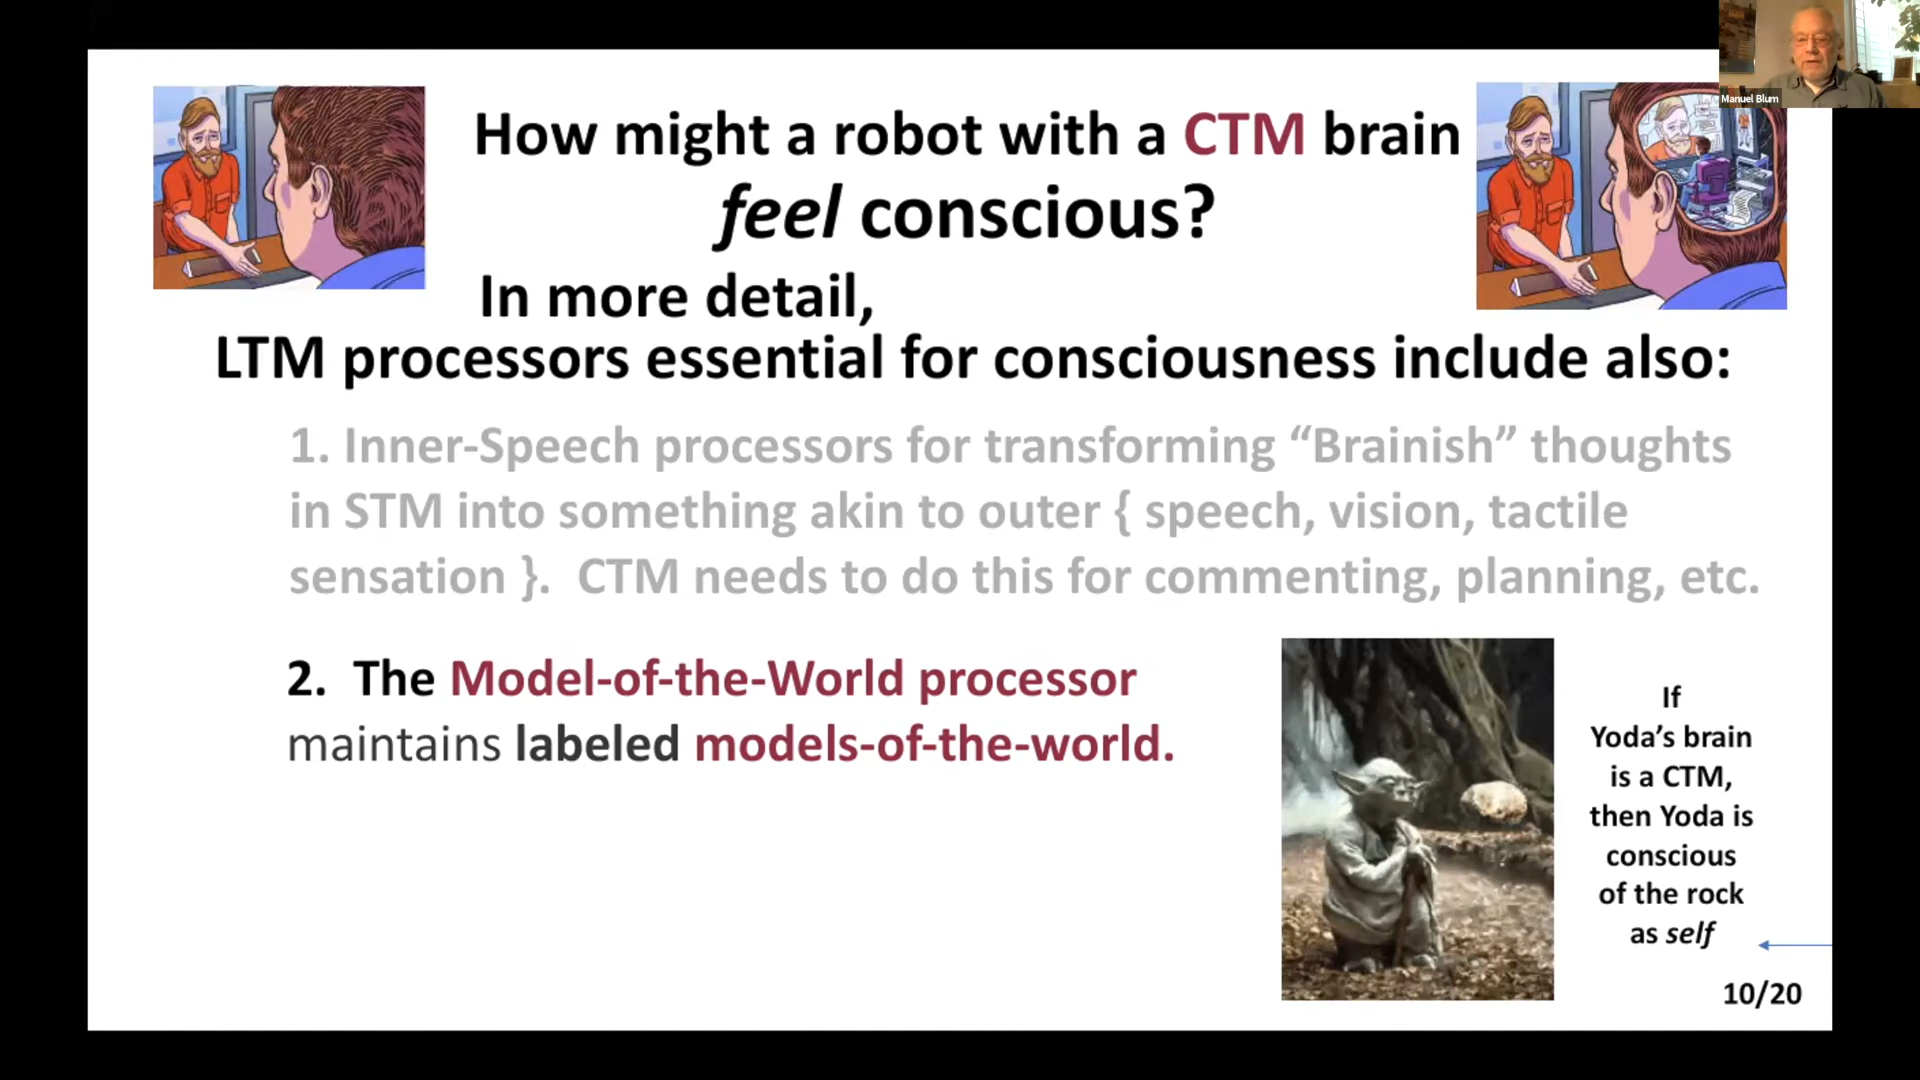 Manuel Blum
How might a robot with a CTM brain
feel conscious?
In more detail,
LTM processors essential for consciousness include also:
1. Inner-Speech processors for transforming “Brainish” thoughts
in STM into something akin to outer { speech, vision, tactile
sensation }. CTM needs to do this for commenting, planning, etc.
2. The Model-of-the-World processor
maintains labeled models-of-the-world.
If
Yoda’s brain
is a CTM,
then Yoda is
conscious
of the rock
as self
10/20